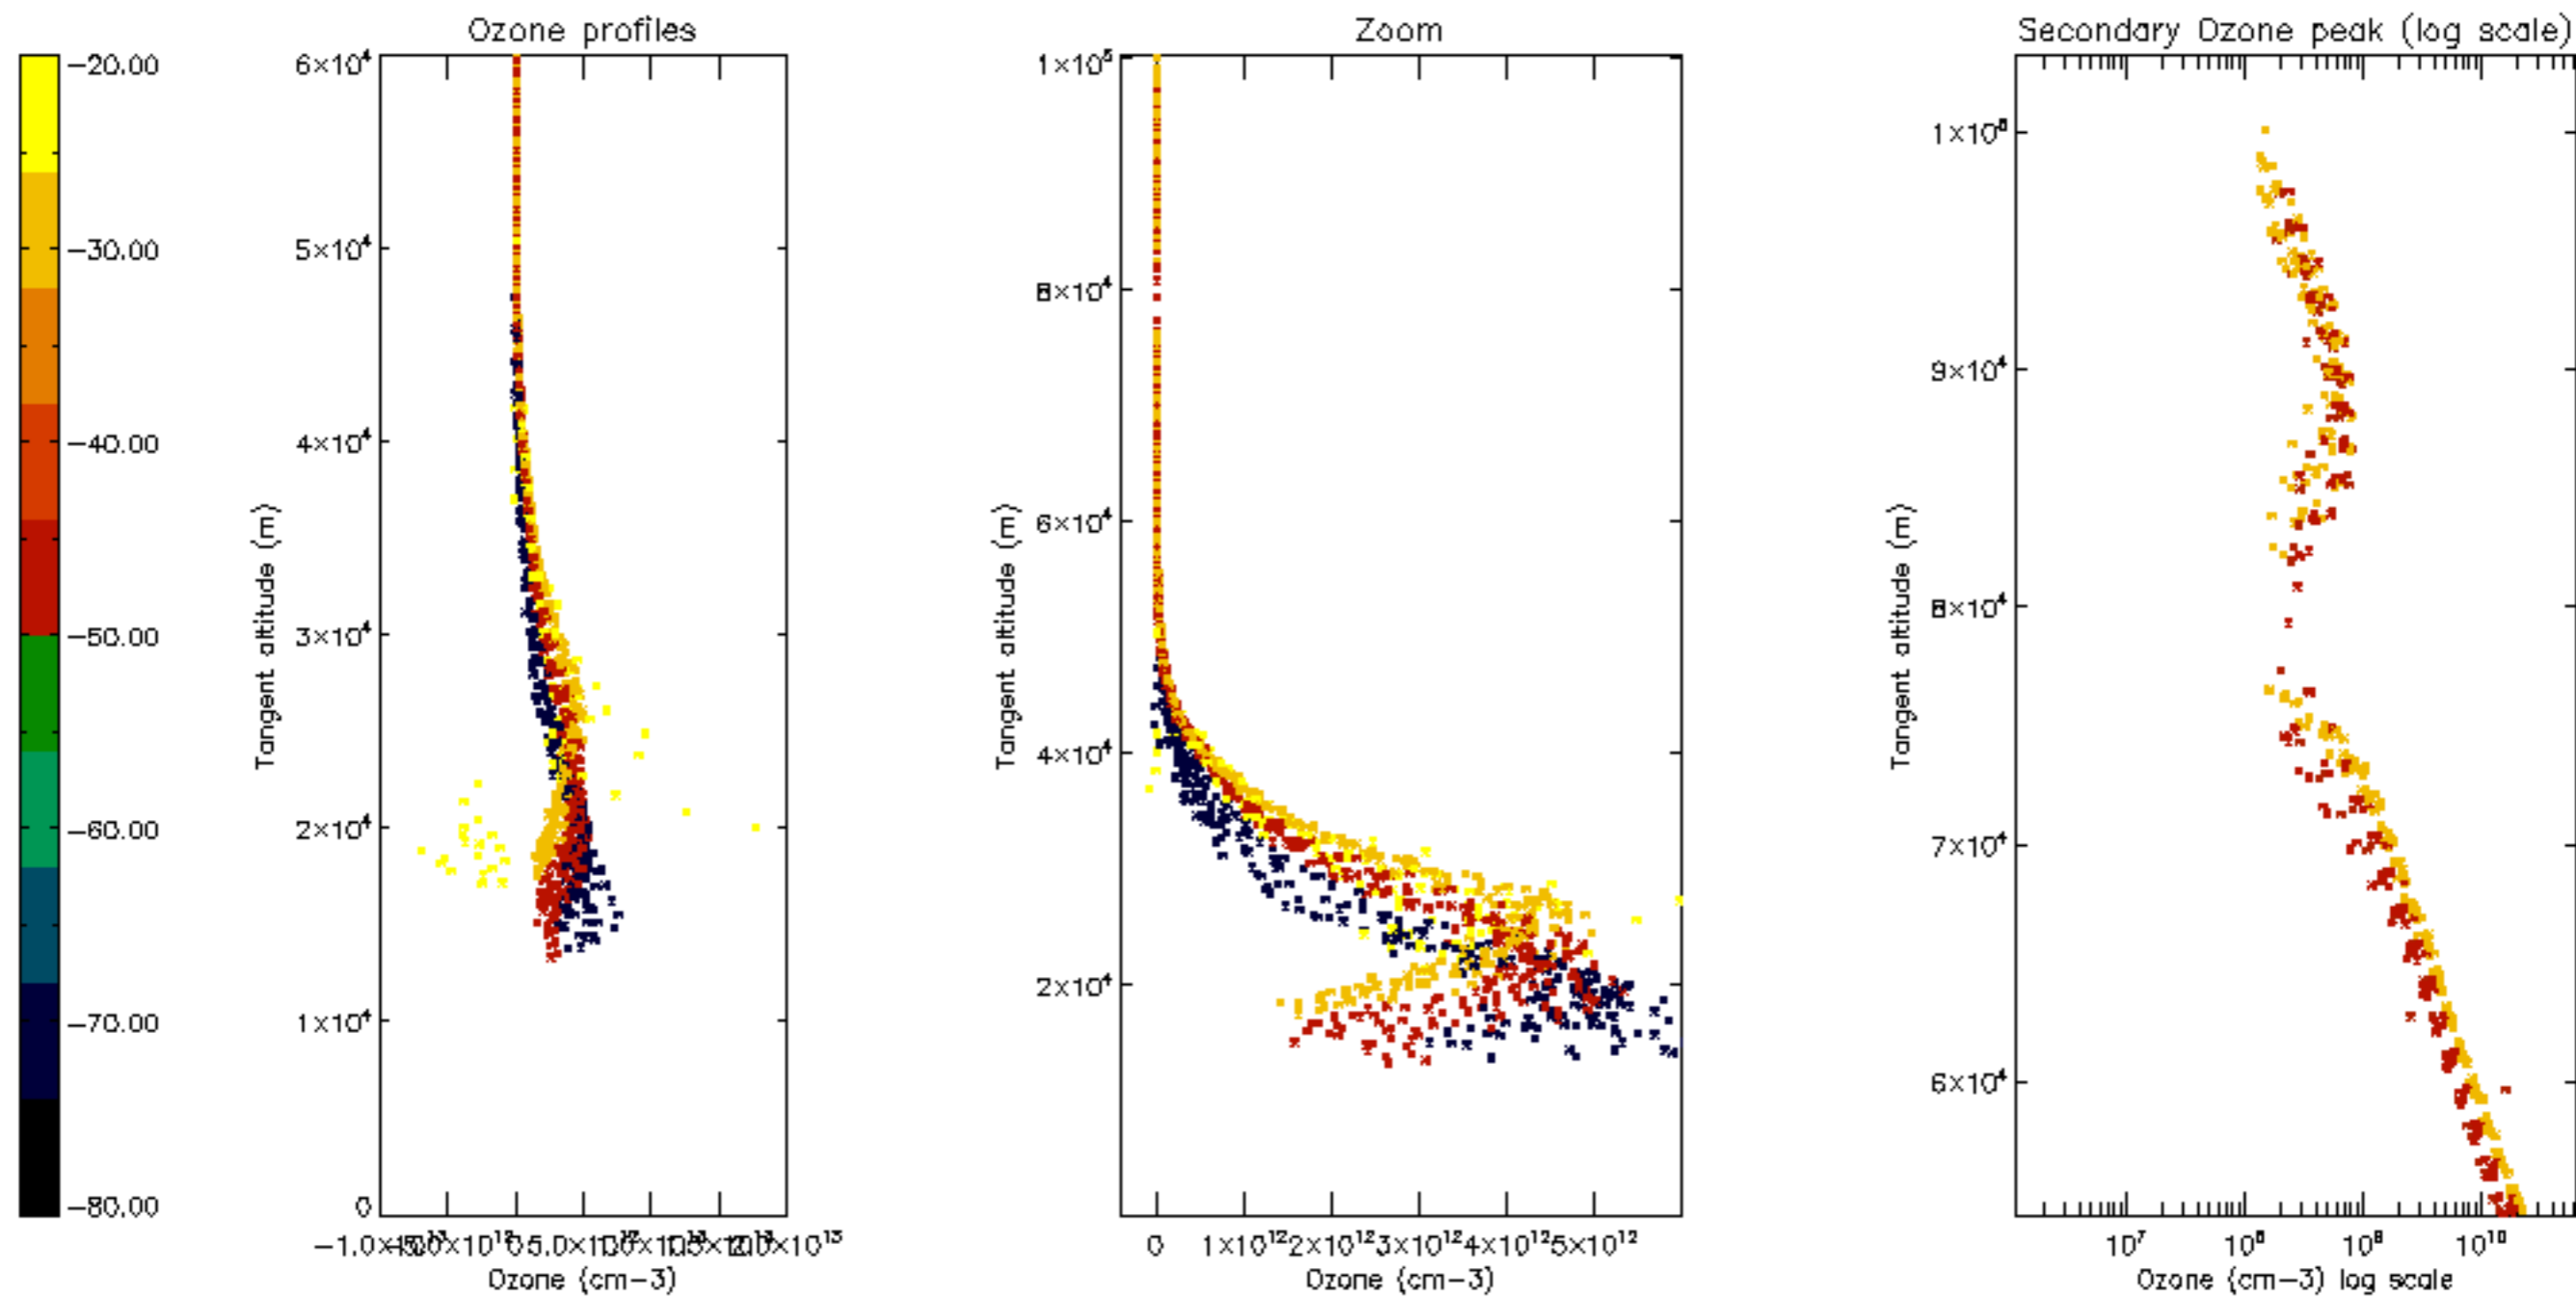 Ozone profiles
Zoom
Secondary Ozone peak (log scale)
-20.00
-30.00
-40.00
-50.00
-60.00
-70.00
-80.00
6×10⁴
5×10⁴
4×10⁴
3×10⁴
2×10⁴
1×10⁴
0
Tangent altitude (m)
Ozone (cm-3)
1×10⁵
8×10⁴
6×10⁴
4×10⁴
2×10⁴
Tangent altitude (m)
0 1×10¹² 2×10¹² 3×10¹² 4×10¹² 5×10¹²
Ozone (cm-3)
1×10⁵
9×10⁴
8×10⁴
7×10⁴
6×10⁴
Tangent altitude (m)
10⁷ 10⁸ 10⁹ 10¹⁰
Ozone (cm-3) log scale